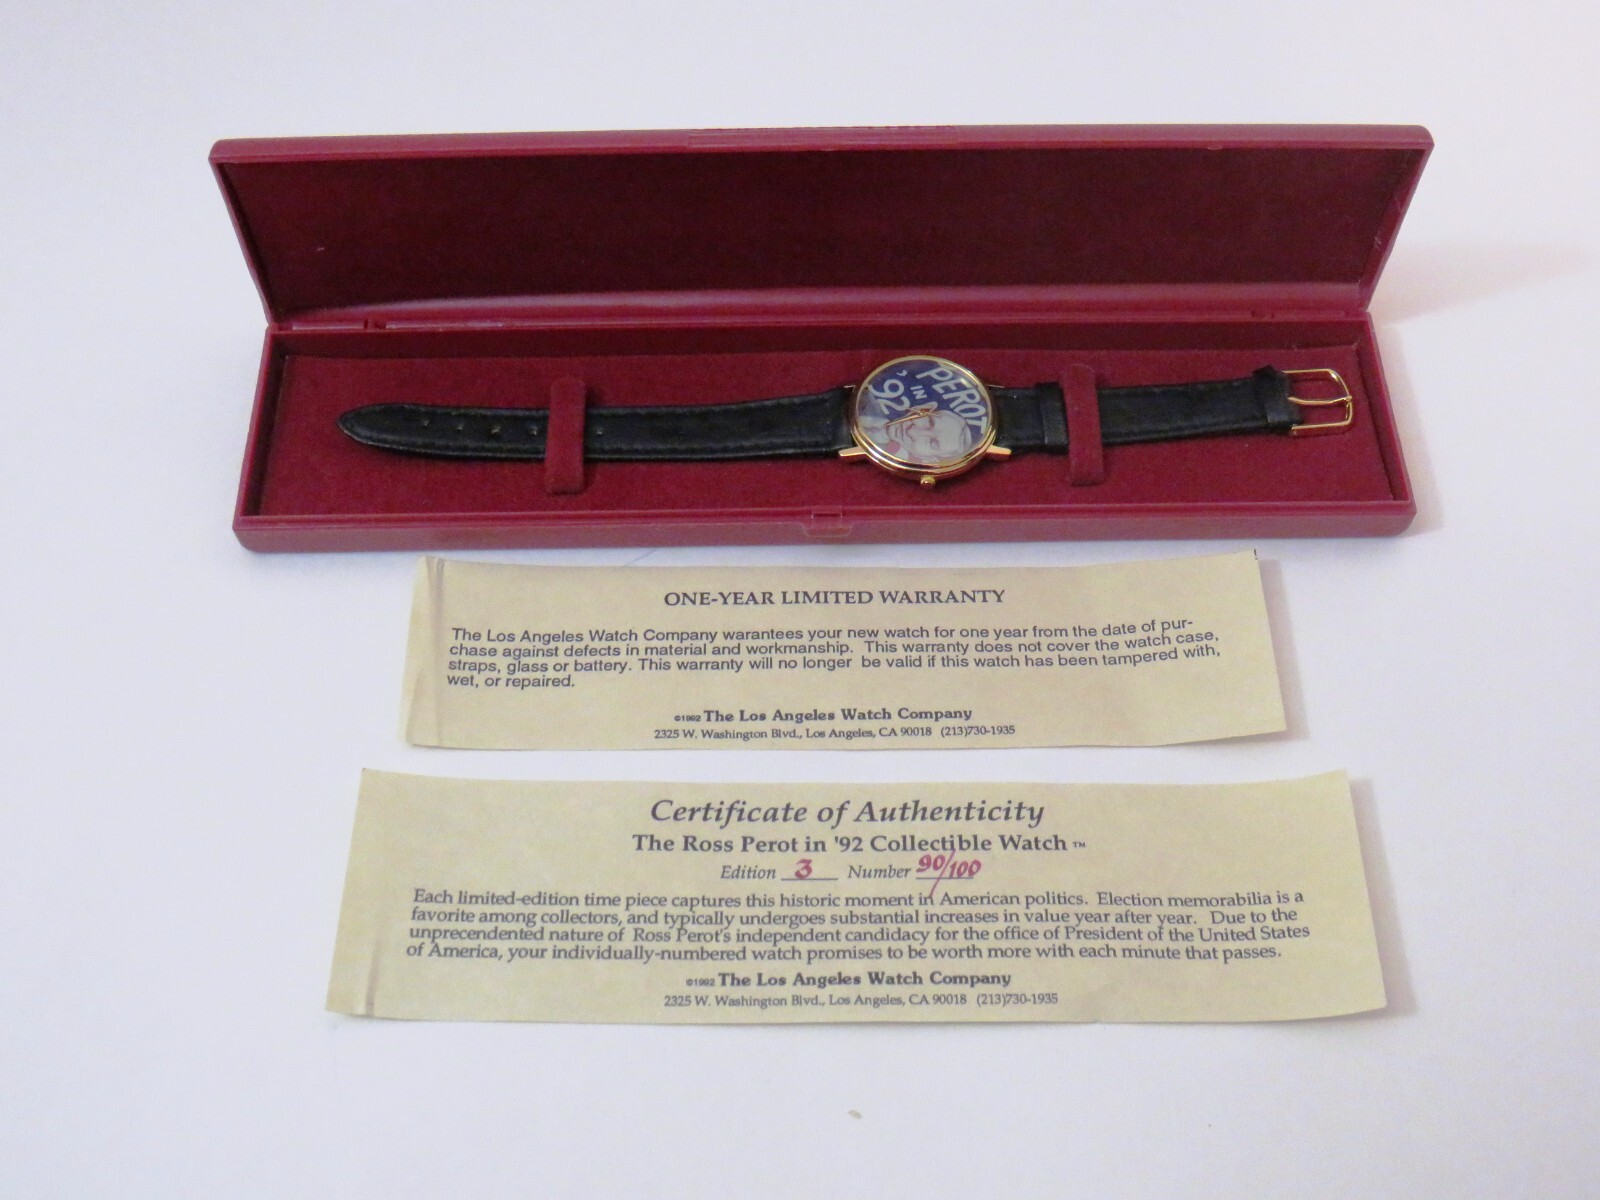 PEROT
IN
'92
ONE-YEAR LIMITED WARRANTY
The Los Angeles Watch Company warantees your new watch for one year from the date of pur-
chase against defects in material and workmanship. This warranty does not cover the watch case,
straps, glass or battery. This warranty will no longer be valid if this watch has been tampered with,
wet, or repaired.
©1992 The Los Angeles Watch Company
2325 W. Washington Blvd., Los Angeles, CA 90018 (213)730-1935
Certificate of Authenticity
The Ross Perot in '92 Collectible Watch ™
Edition 3 Number 90/100
Each limited-edition time piece captures this historic moment in American politics. Election memorabilia is a
favorite among collectors, and typically undergoes substantial increases in value year after year. Due to the
unprecendented nature of Ross Perot's independent candidacy for the office of President of the United States
of America, your individually-numbered watch promises to be worth more with each minute that passes.
©1992 The Los Angeles Watch Company
2325 W. Washington Blvd., Los Angeles, CA 90018 (213)730-1935